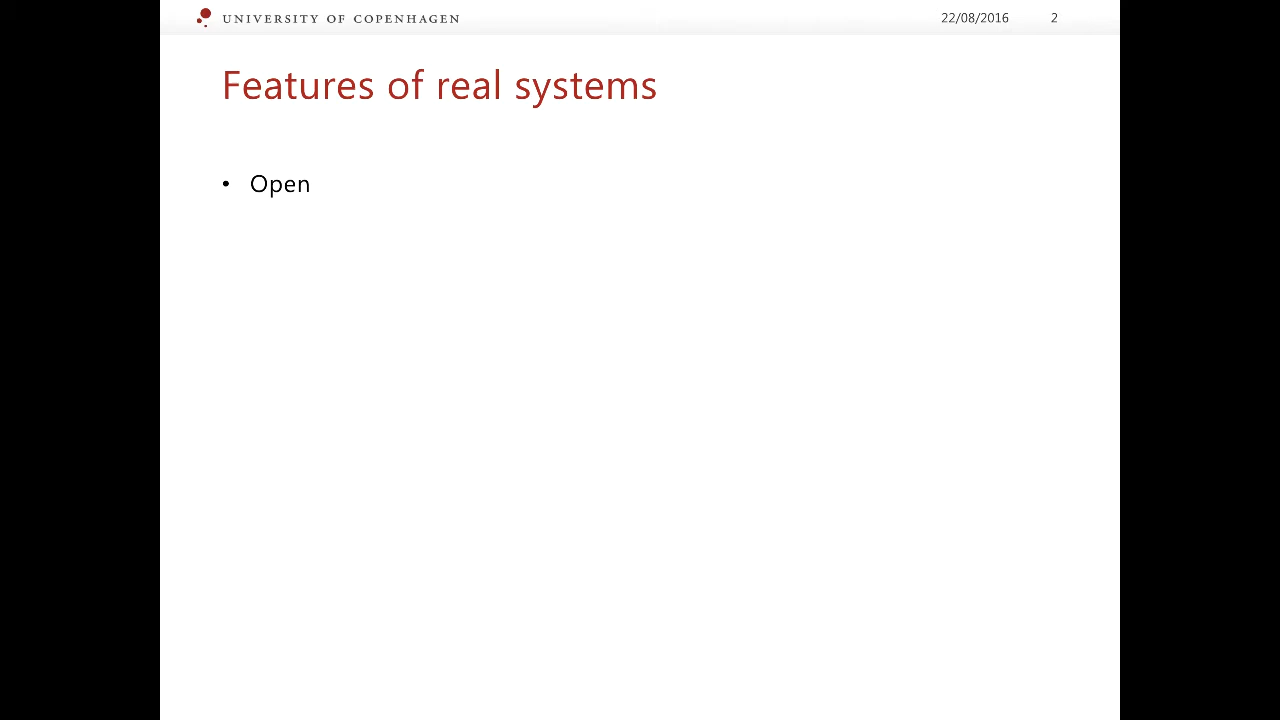 UNIVERSITY OF COPENHAGEN 22/08/2016 2
Features of real systems
• Open